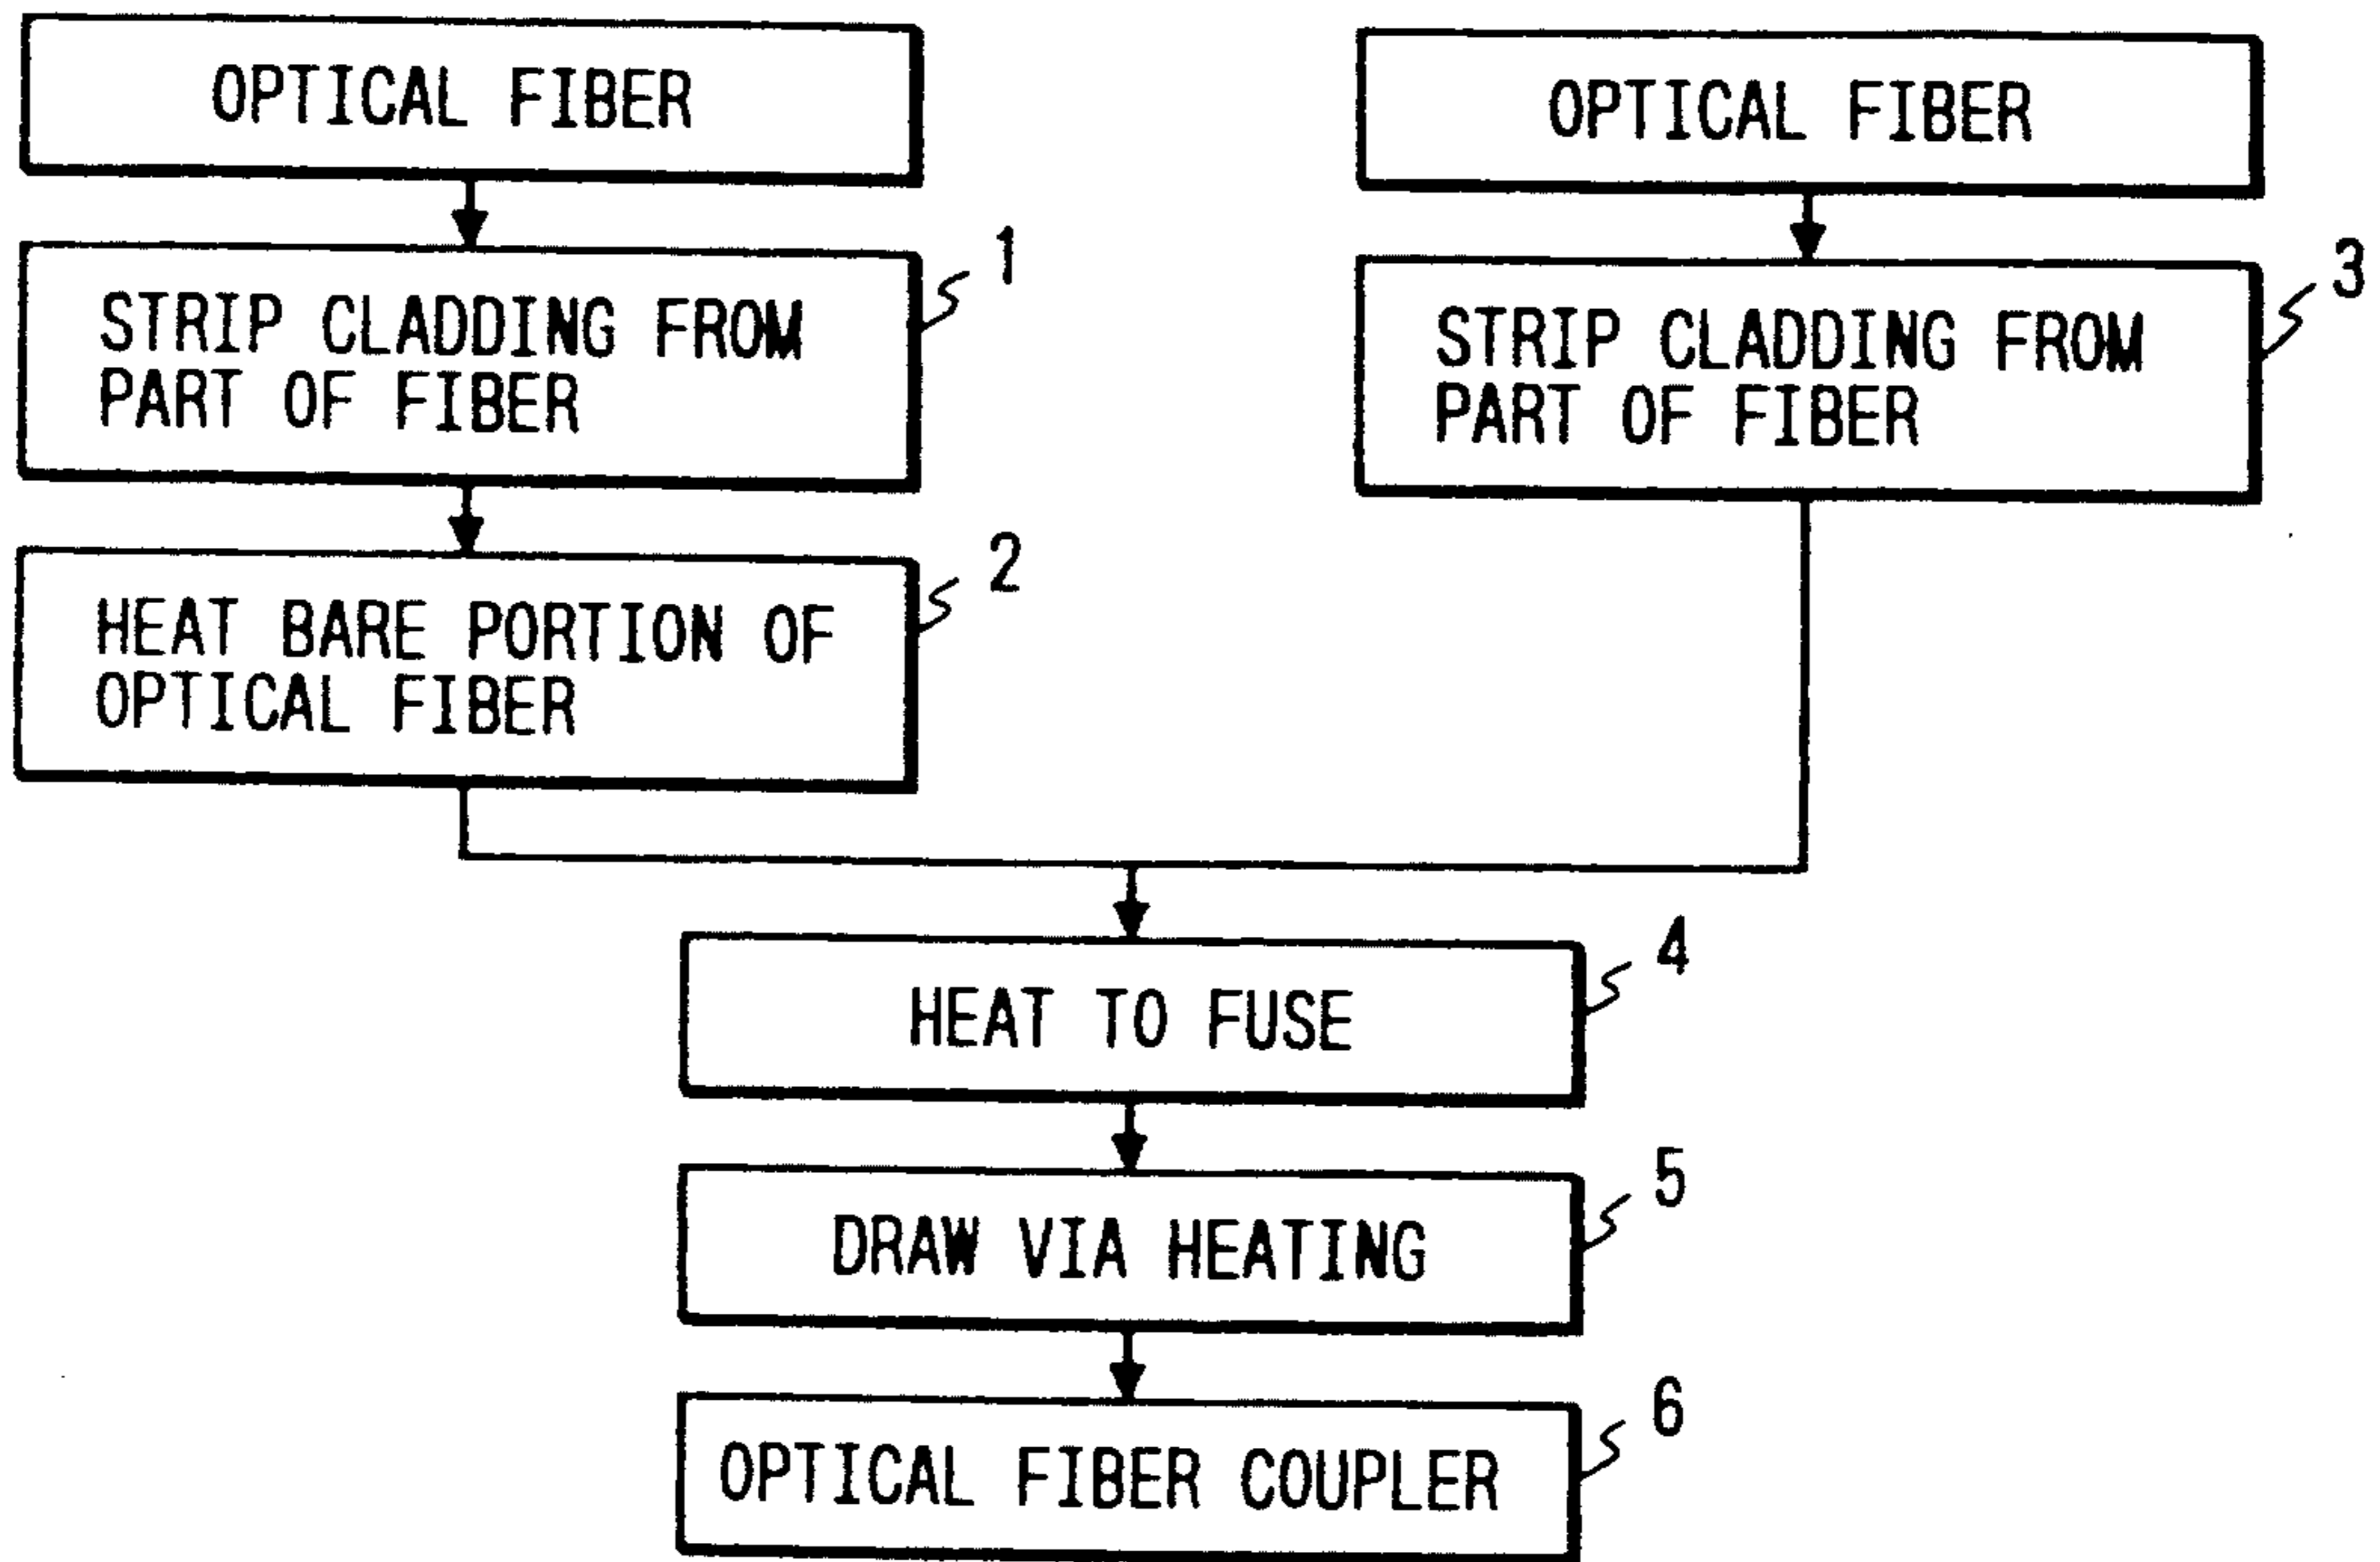 OPTICAL FIBER
STRIP CLADDING FROM
PART OF FIBER
1
HEAT BARE PORTION OF
OPTICAL FIBER
2
OPTICAL FIBER
STRIP CLADDING FROM
PART OF FIBER
3
HEAT TO FUSE
4
DRAW VIA HEATING
5
OPTICAL FIBER COUPLER
6